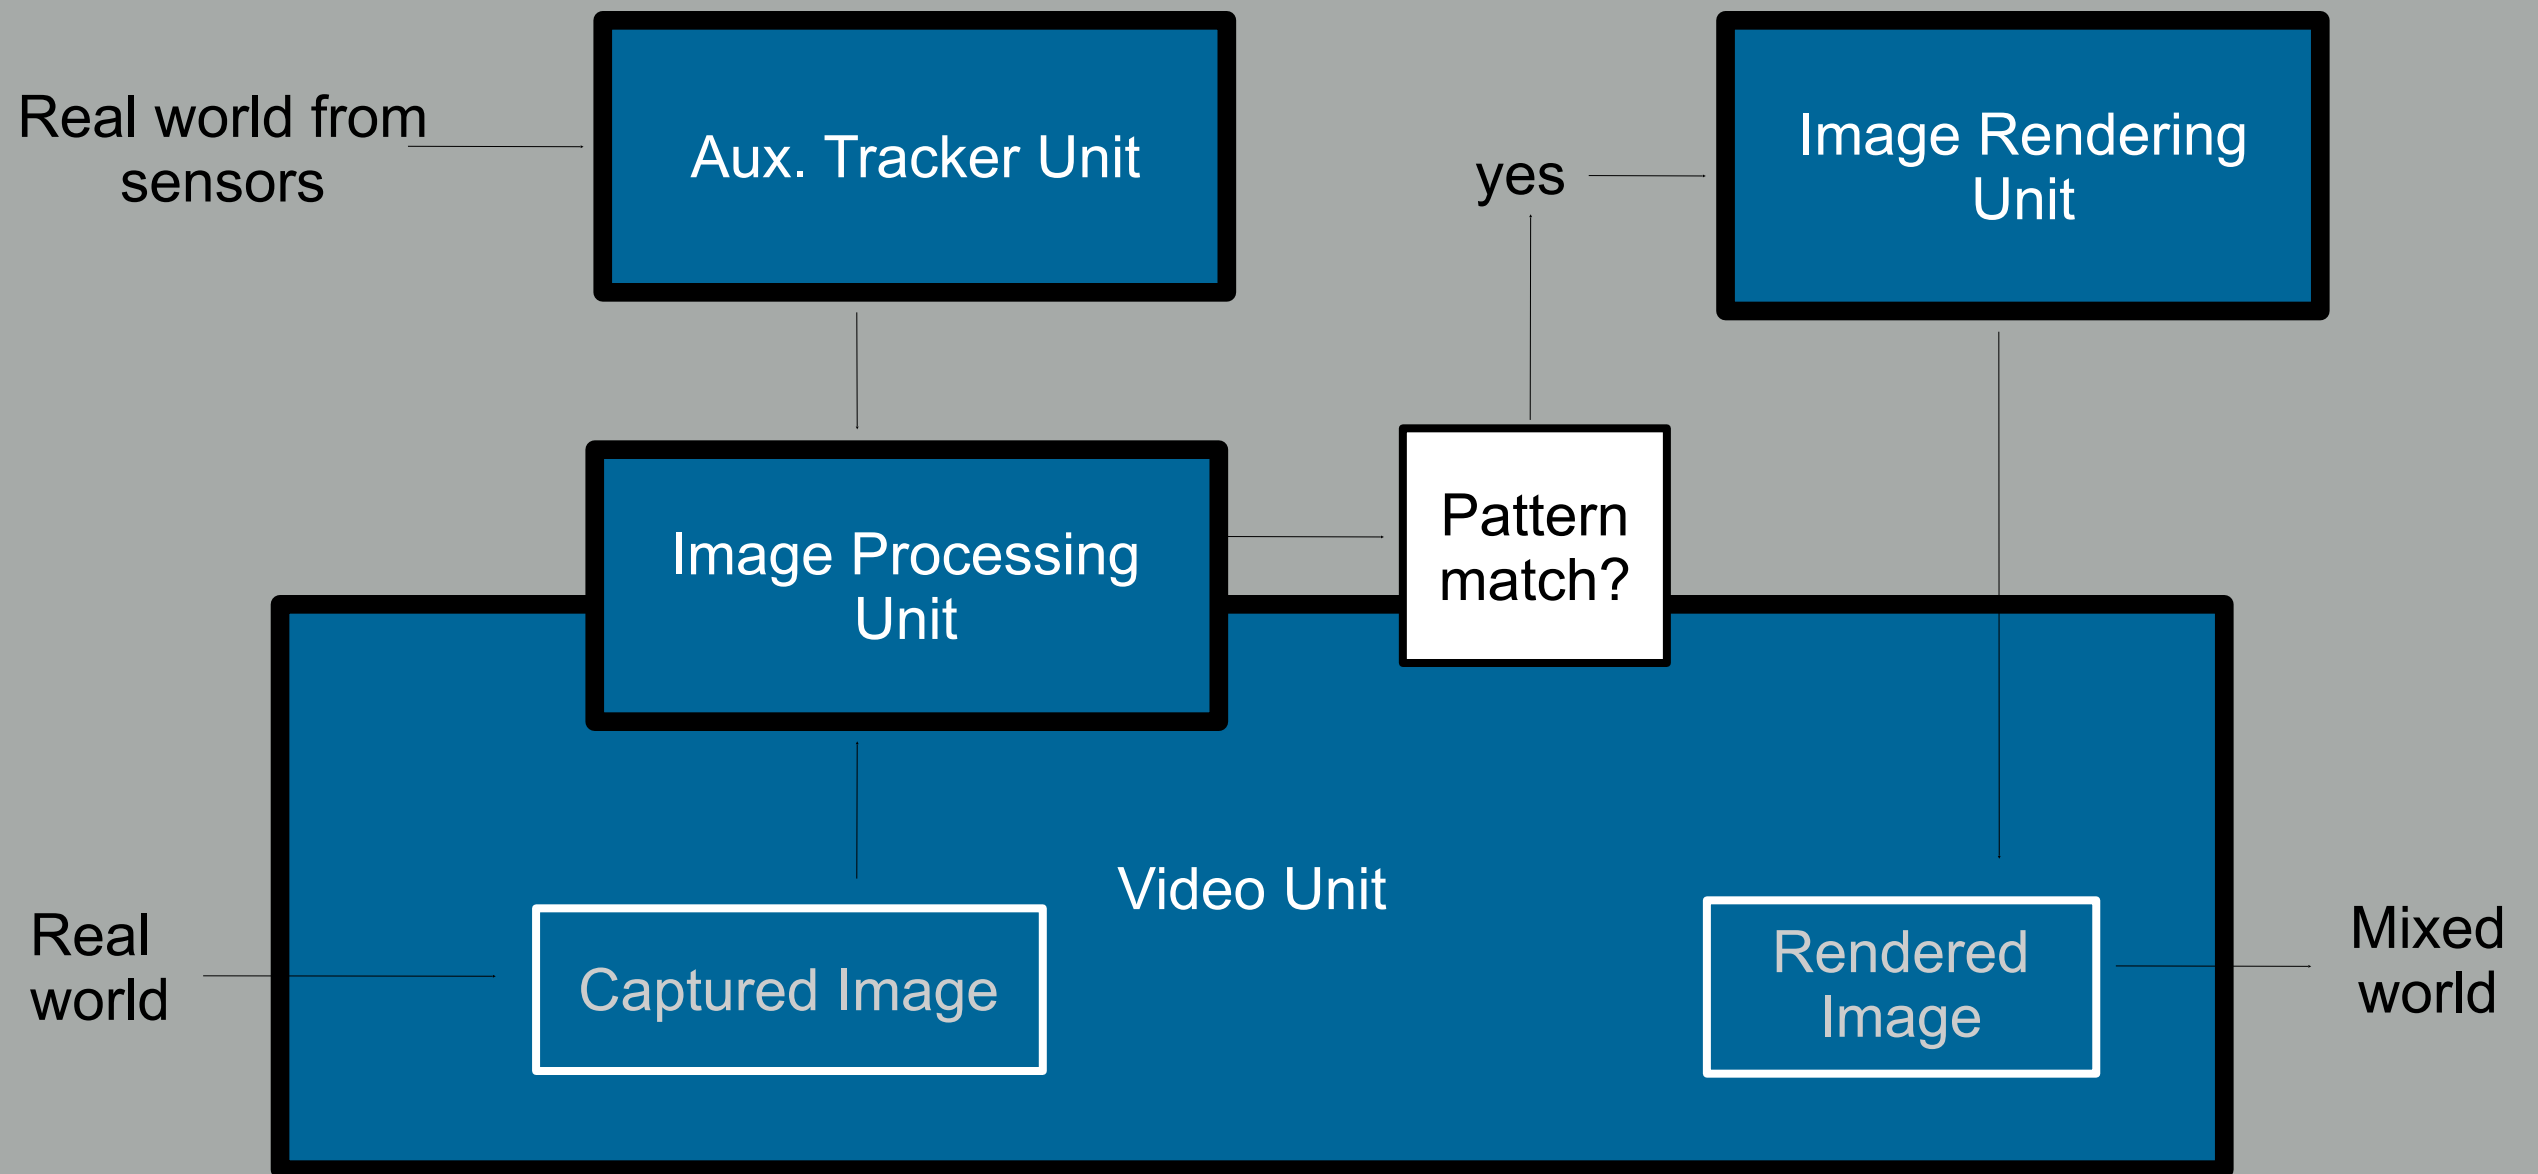 Real world from
sensors
Aux. Tracker Unit
yes
Image Rendering
Unit
Image Processing
Unit
Pattern
match?
Video Unit
Real
world
Captured Image
Rendered
Image
Mixed
world